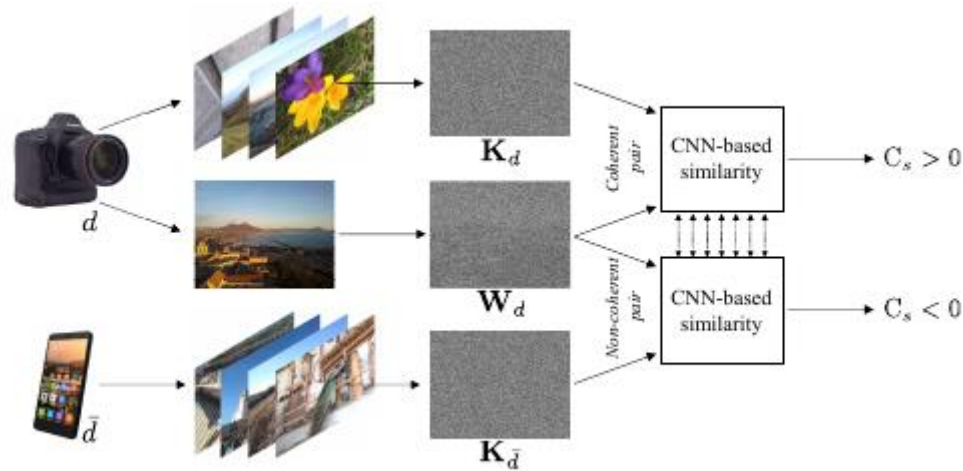 d
K_d
Coherent
pair
CNN-based
similarity
C_s > 0
W_d
Non-coherent
pair
CNN-based
similarity
C_s < 0
d̄
K_d̄